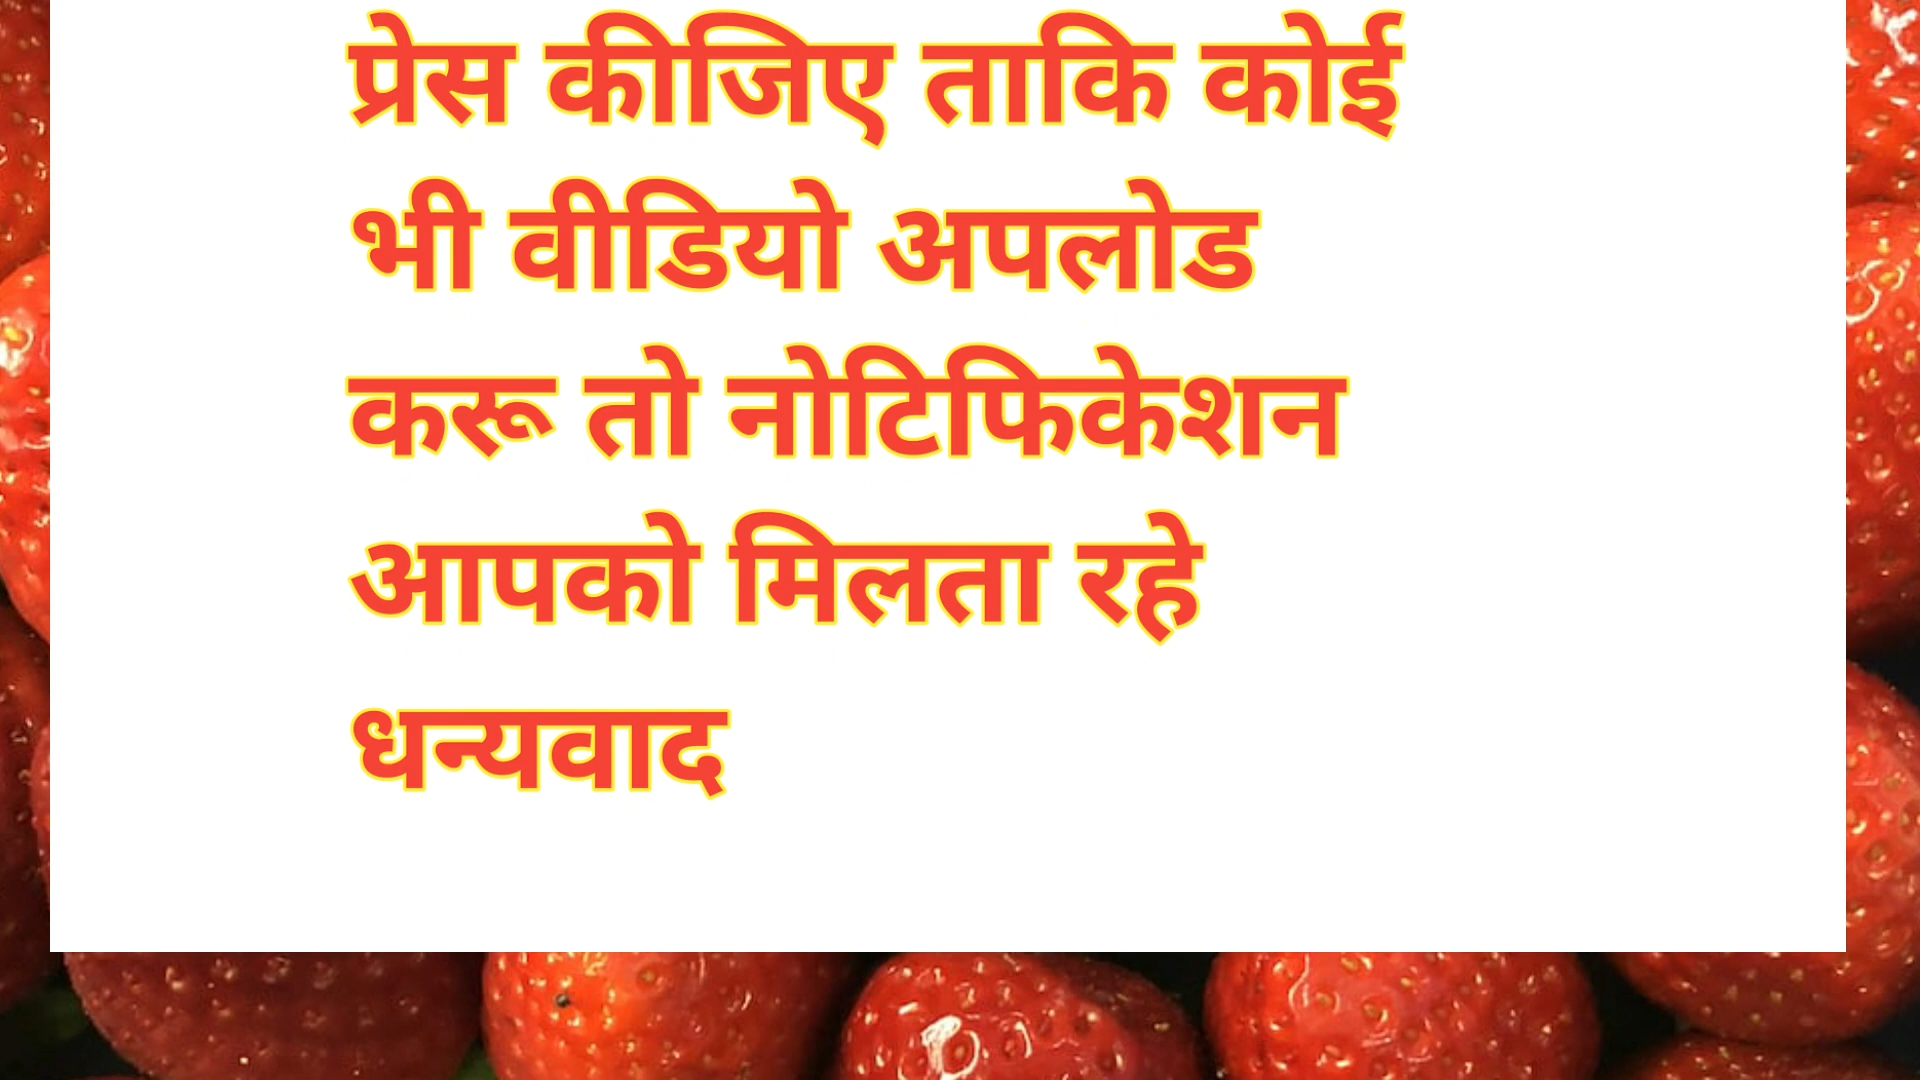 प्रेस कीजिए ताकि कोई
भी वीडियो अपलोड
करू तो नोटिफिकेशन
आपको मिलता रहे
धन्यवाद